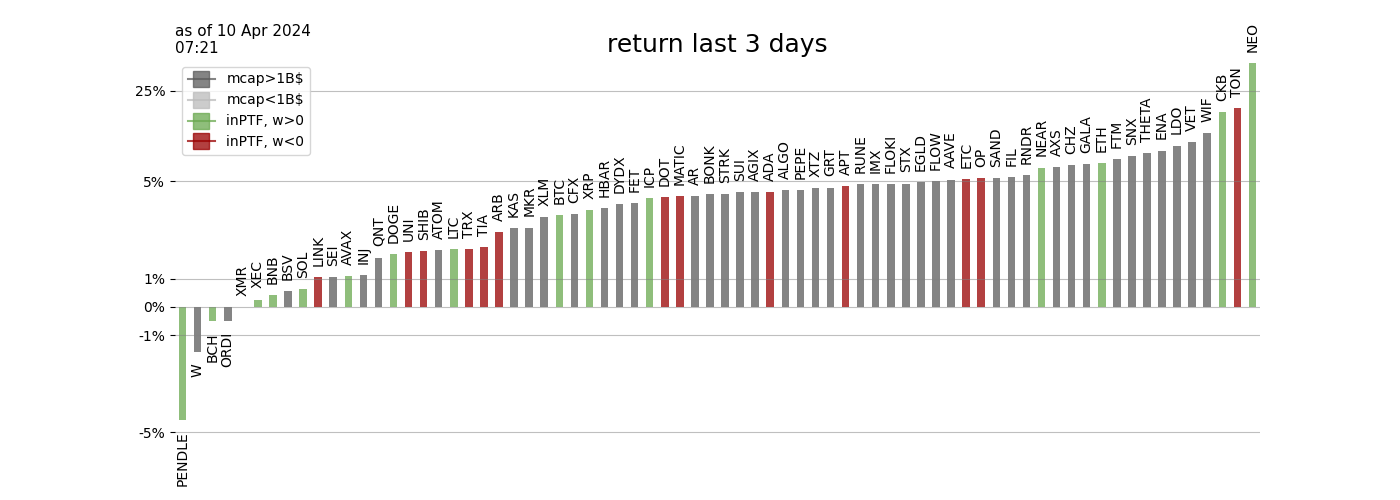 as of 10 Apr 2024
07:21
return last 3 days
mcap>1B$
mcap<1B$
inPTF, w>0
inPTF, w<0
25%
5%
1%
0%
-1%
-5%
PENDLE
W
BCH
ORDI
XMR
XEC
BNB
BSV
SOL
LINK
SEI
AVAX
INJ
QNT
DOGE
UNI
SHIB
ATOM
LTC
TRX
TIA
ARB
KAS
MKR
XLM
BTC
CFX
XRP
HBAR
DYDX
FET
ICP
DOT
MATIC
AR
BONK
STRK
SUI
AGIX
ADA
ALGO
PEPE
XTZ
GRT
APT
RUNE
IMX
FLOKI
STX
EGLD
FLOW
AAVE
ETC
OP
SAND
FIL
RNDR
NEAR
AXS
CHZ
GALA
ETH
FTM
SNX
THETA
ENA
LDO
VET
WIF
CKB
TON
NEO